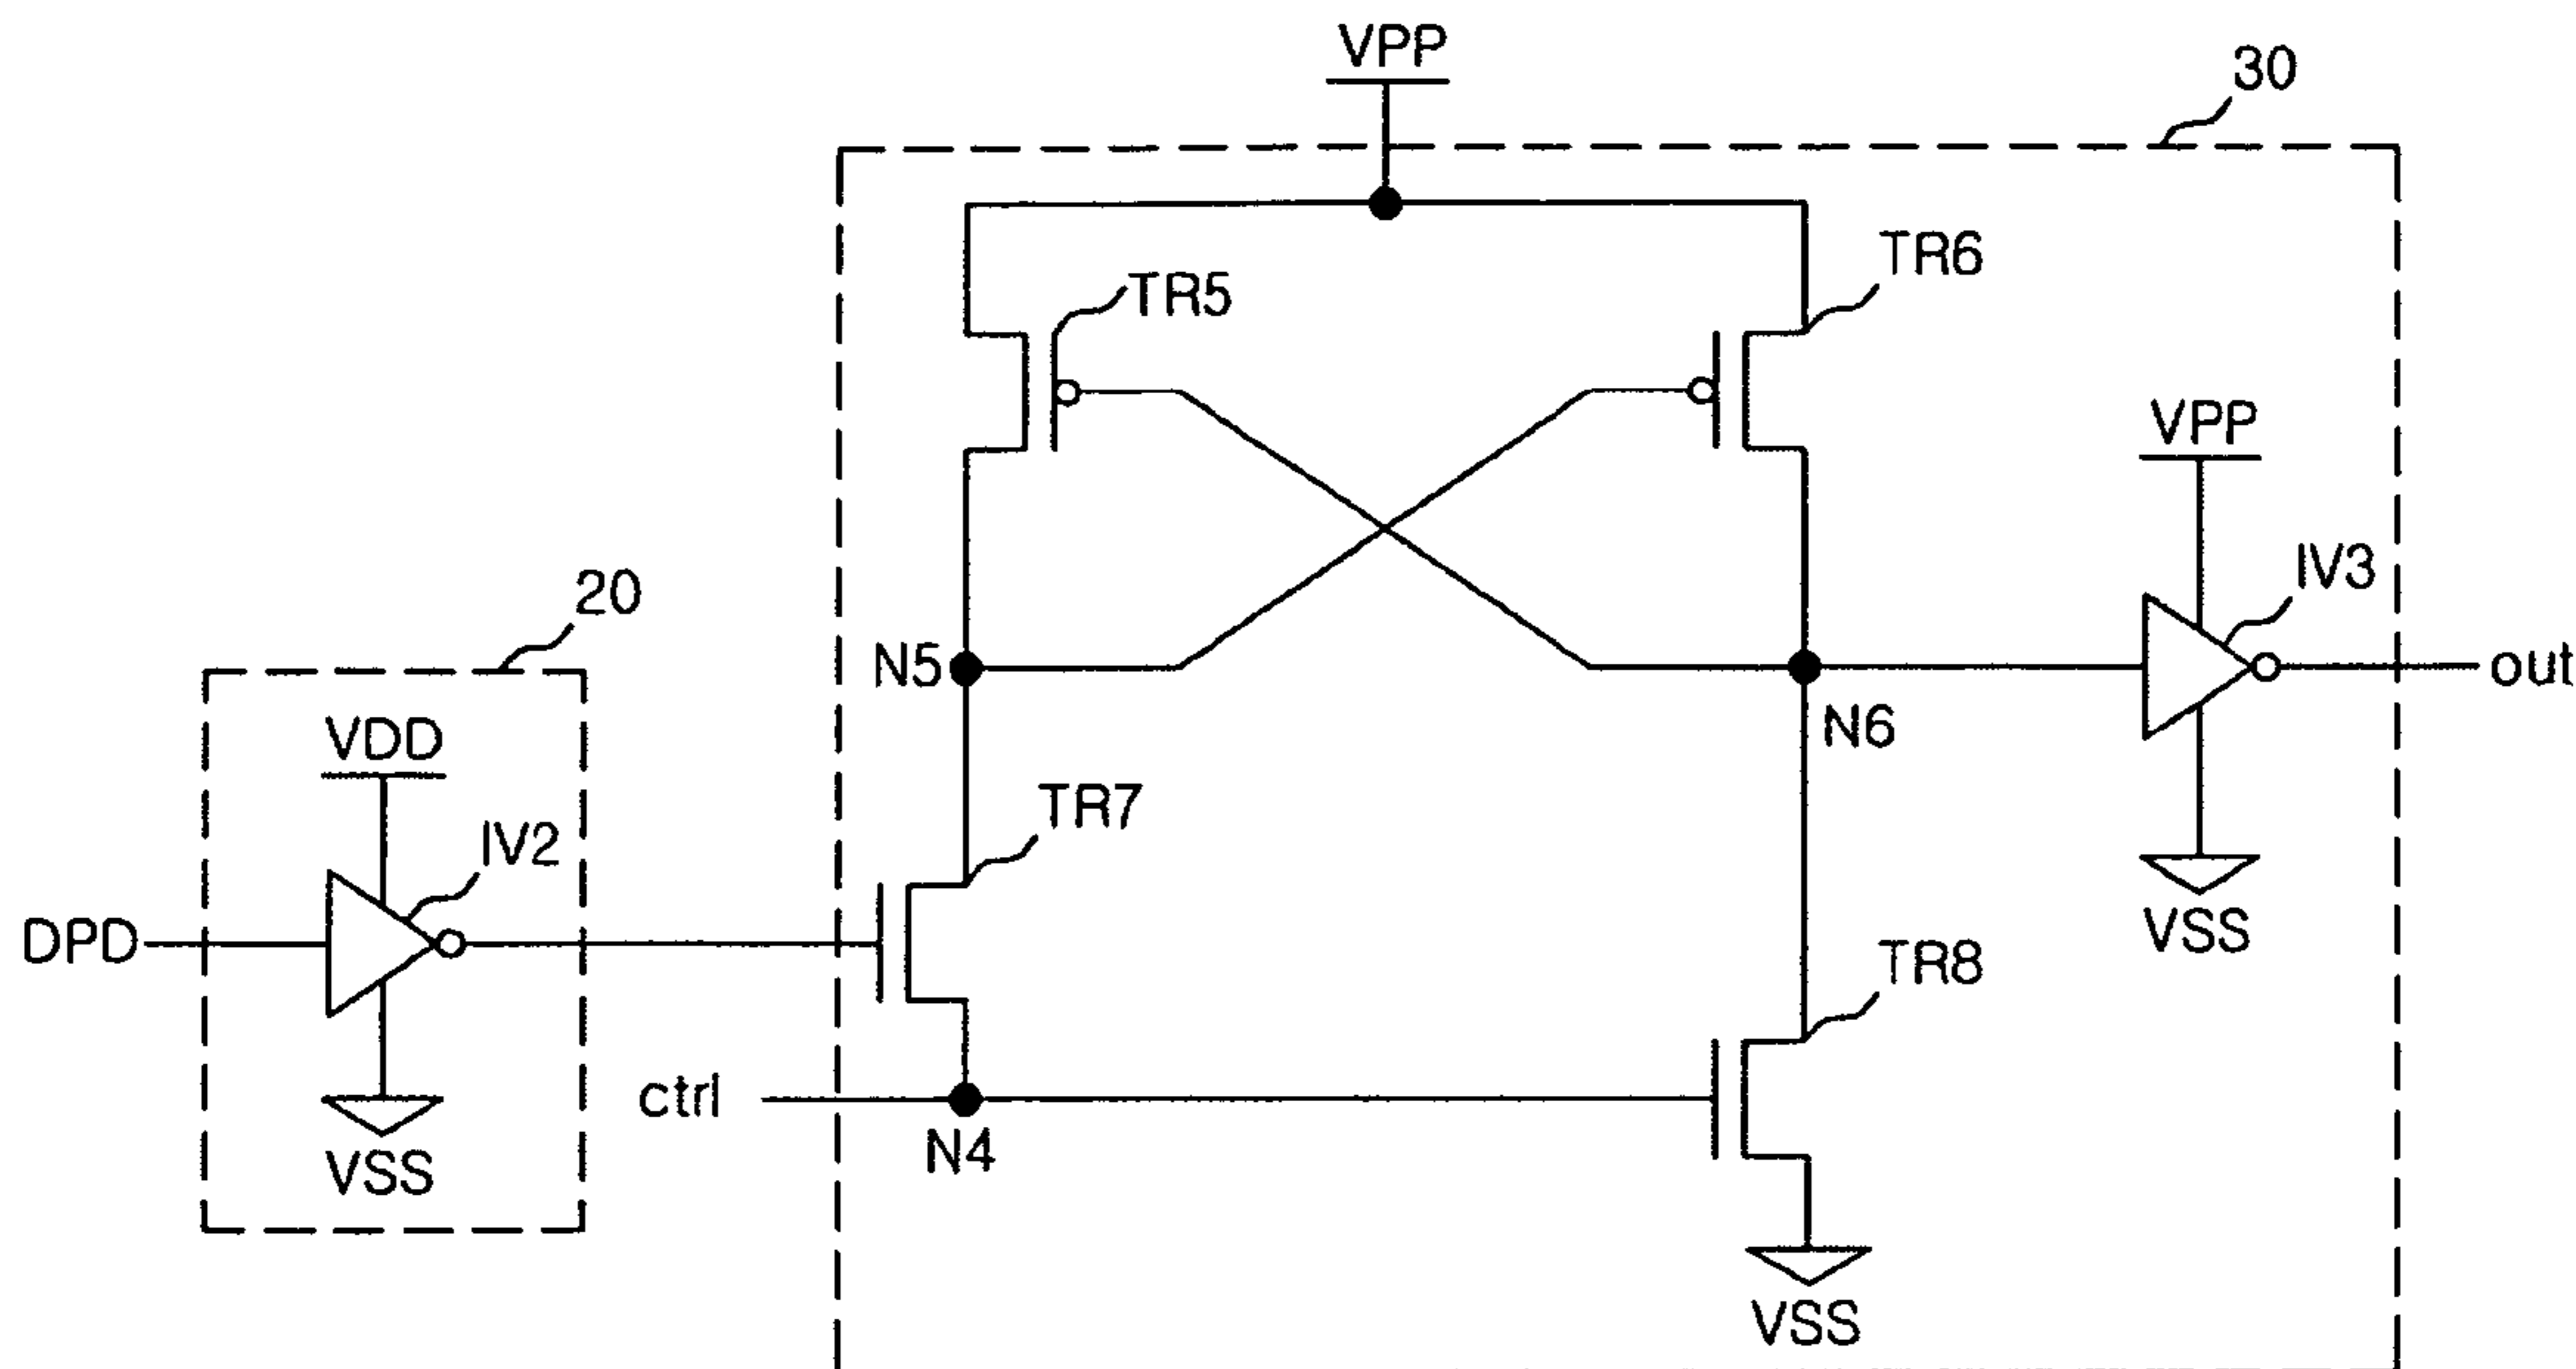 VPP
30
TR5
TR6
VPP
IV3
20
N5
out
N6
VDD
TR7
IV2
DPD
VSS
TR8
ctrl
N4
VSS
VSS